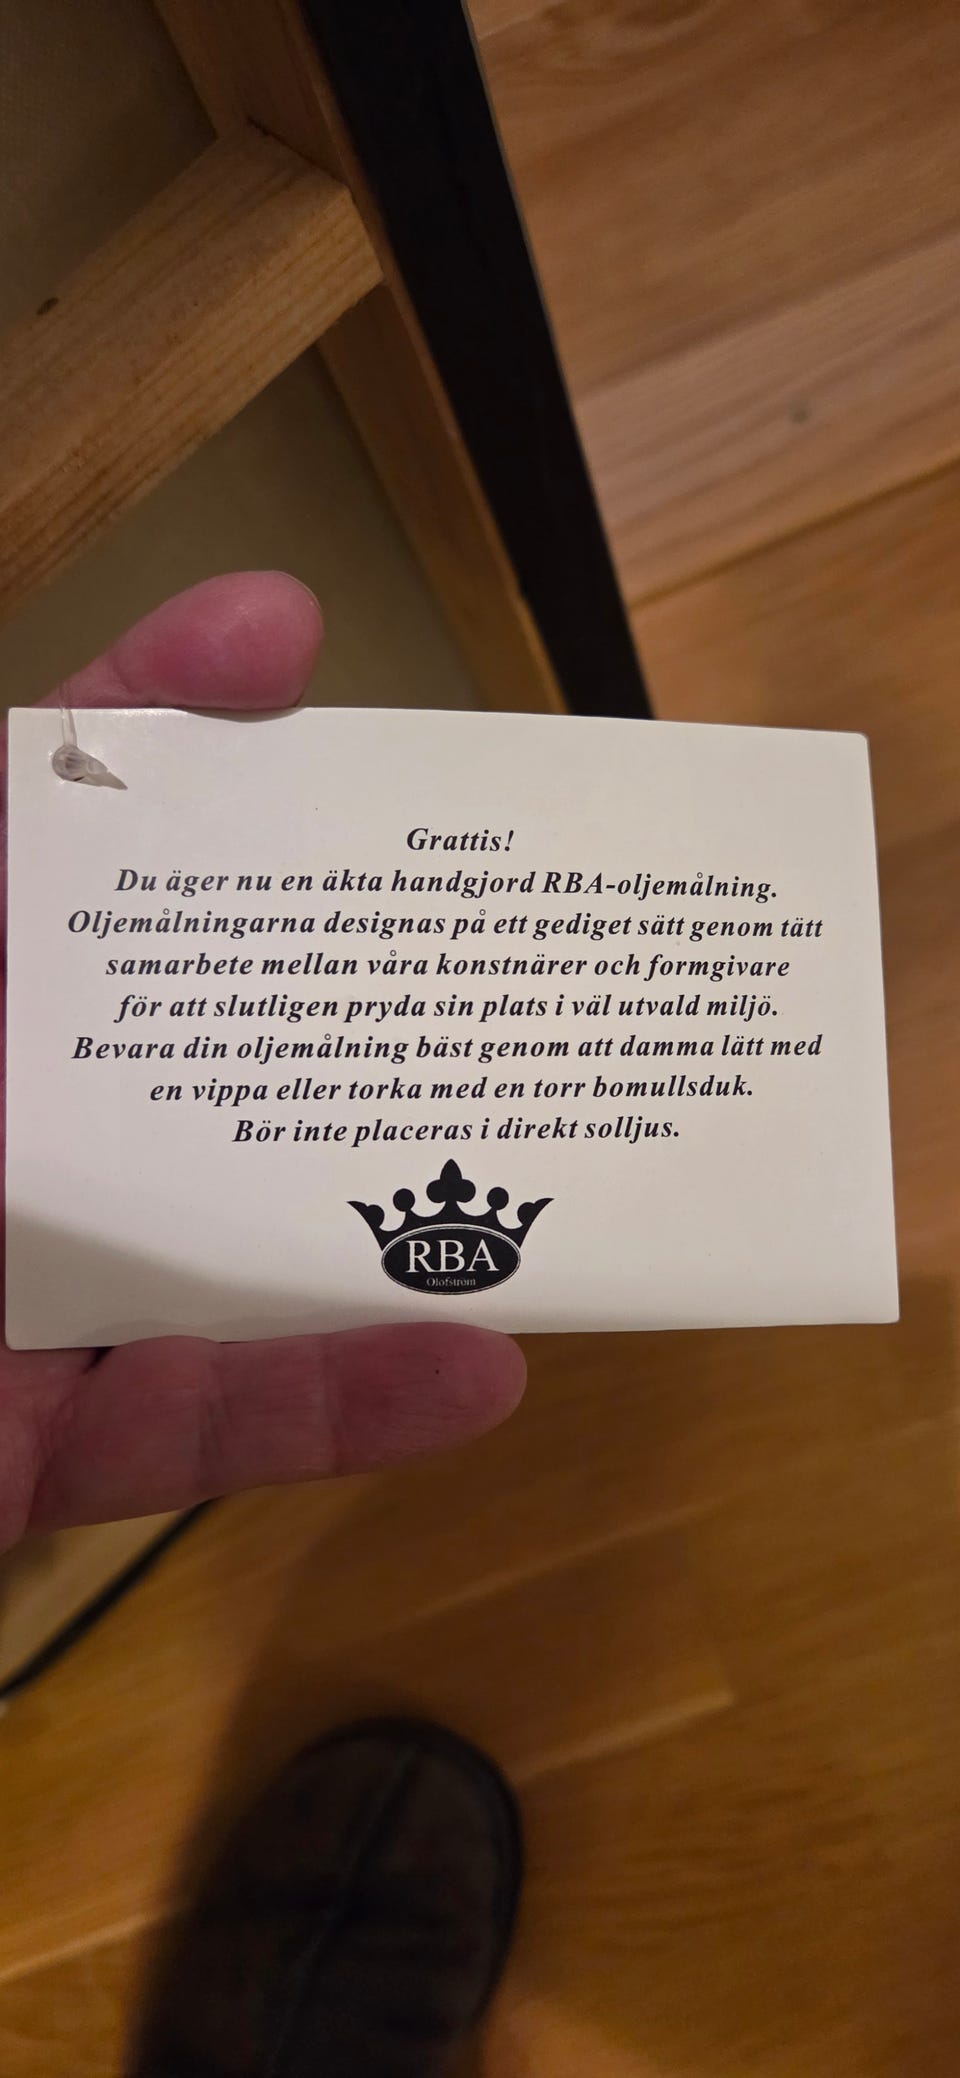 Grattis!
Du äger nu en äkta handgjord RBA-oljemålning.
Oljemålningarna designas på ett gediget sätt genom tätt
samarbete mellan våra konstnärer och formgivare
för att slutligen pryda sin plats i väl utvald miljö.
Bevara din oljemålning bäst genom att damma lätt med
en vippa eller torka med en torr bomullsduk.
Bör inte placeras i direkt solljus.
RBA
Olofström